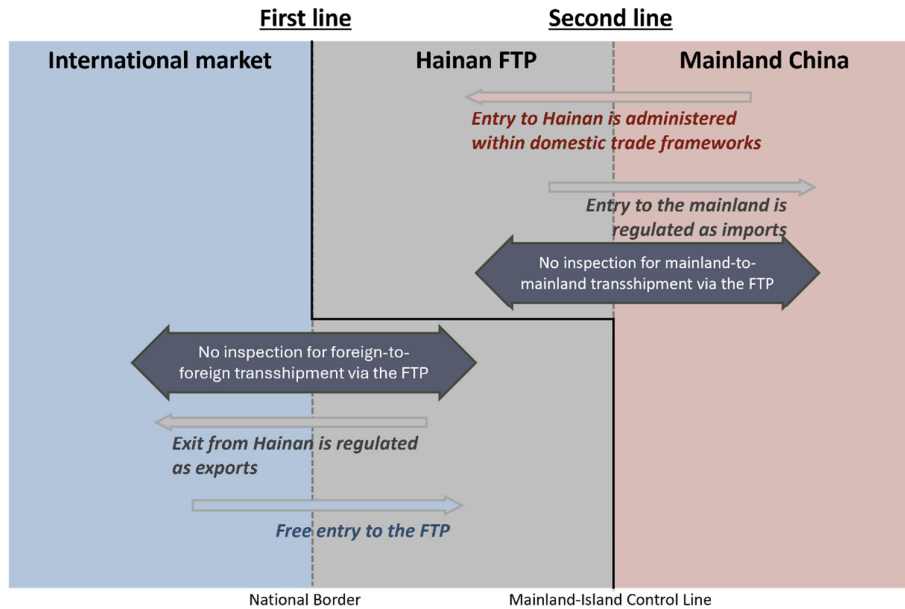 First line
Second line
International market
Hainan FTP
Mainland China
Entry to Hainan is administered
within domestic trade frameworks
Entry to the mainland is
regulated as imports
No inspection for mainland-to-
mainland transshipment via the FTP
No inspection for foreign-to-
foreign transshipment via the FTP
Exit from Hainan is regulated
as exports
Free entry to the FTP
National Border
Mainland-Island Control Line